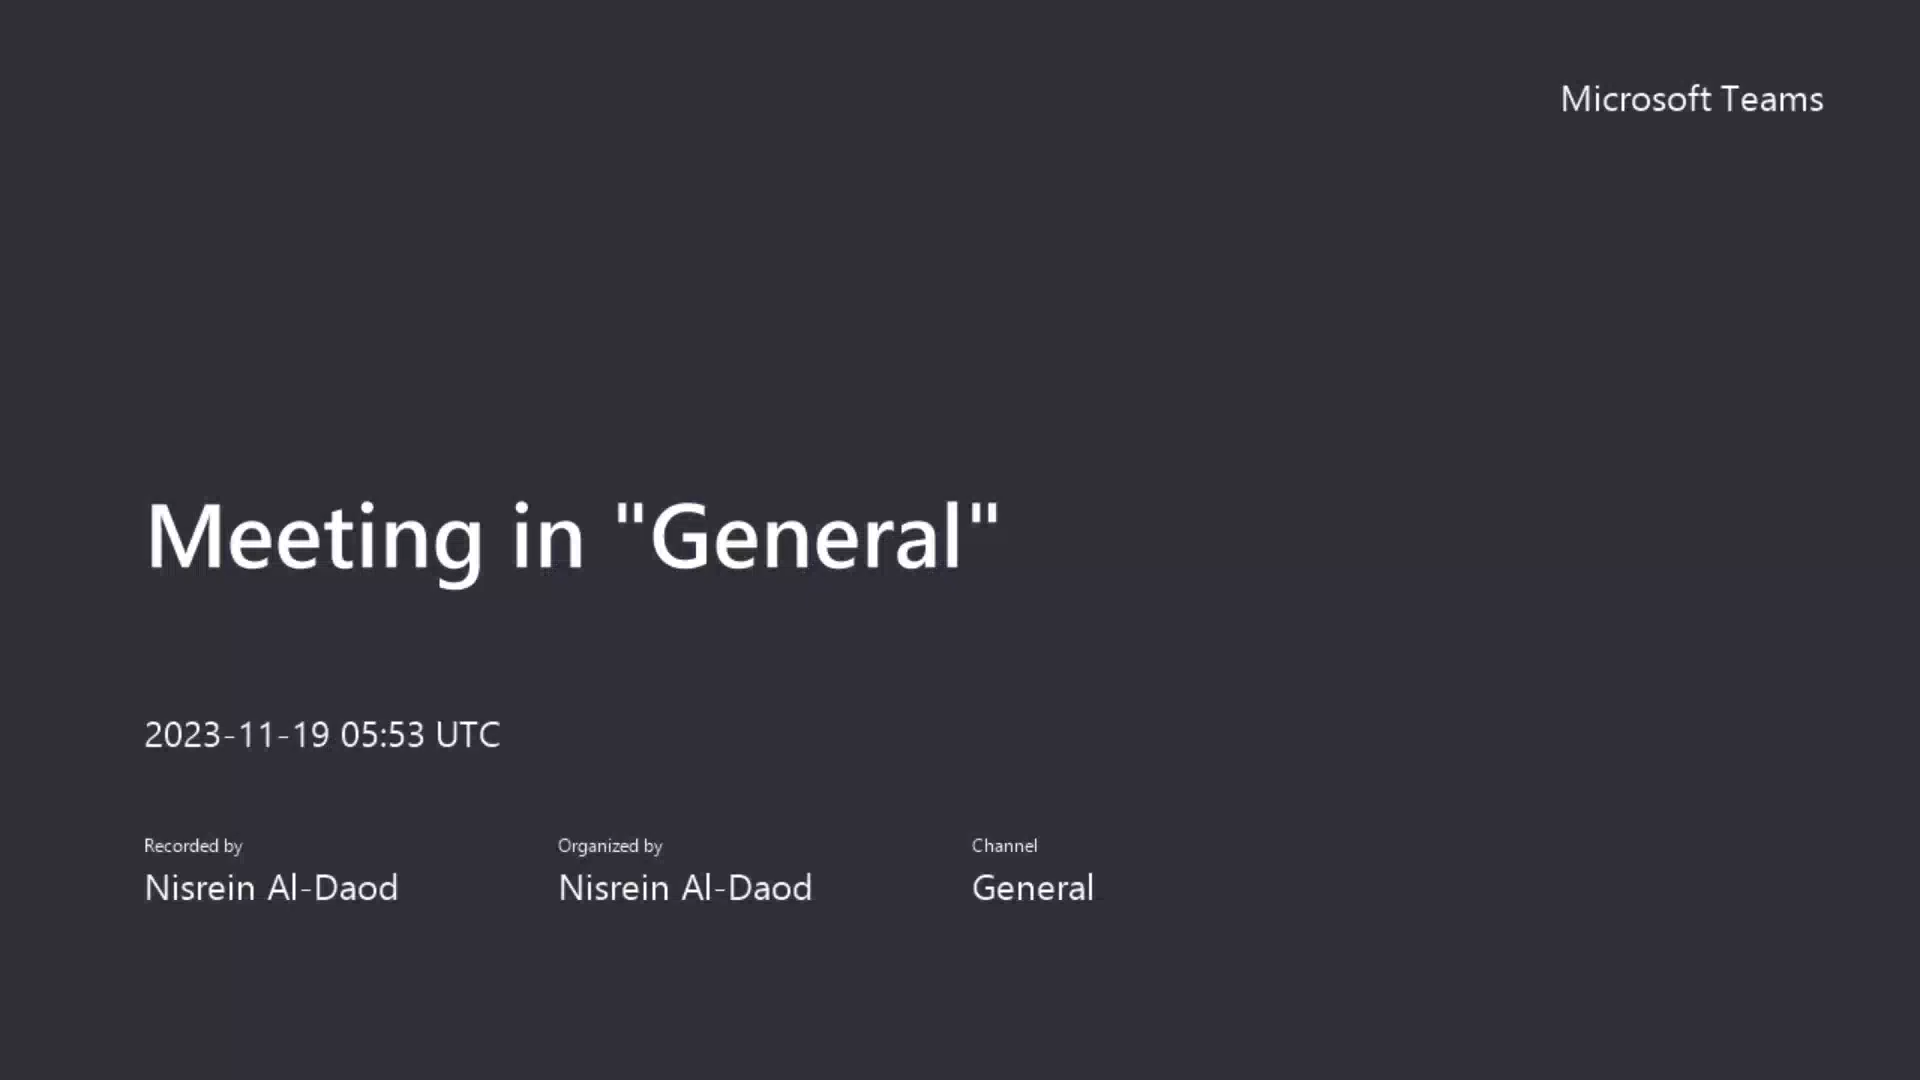 Microsoft Teams
Meeting in "General"
2023-11-19 05:53 UTC
Recorded by
Nisrein Al-Daod
Organized by
Nisrein Al-Daod
Channel
General